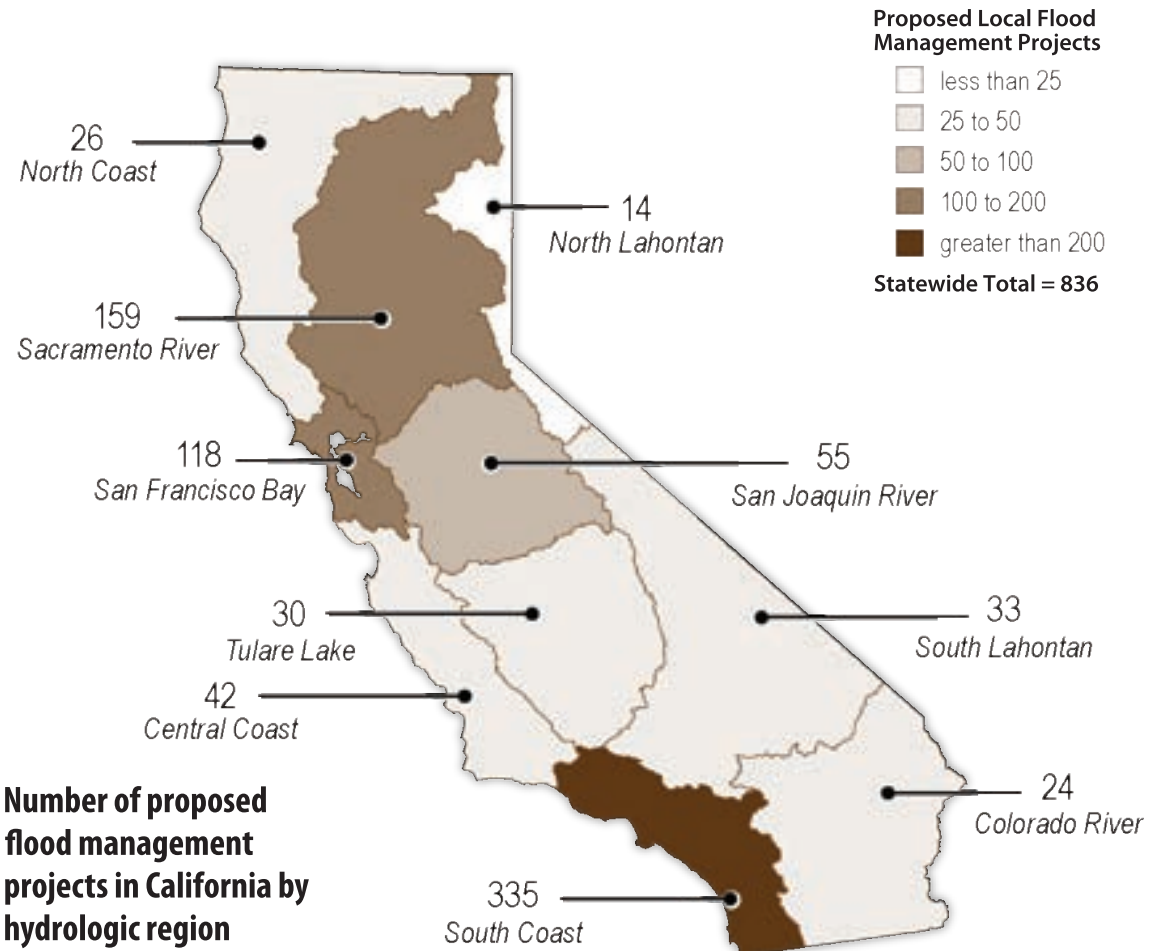 Proposed Local Flood
Management Projects
less than 25
25 to 50
50 to 100
100 to 200
greater than 200
Statewide Total = 836
26
North Coast
14
North Lahontan
159
Sacramento River
118
San Francisco Bay
55
San Joaquin River
30
Tulare Lake
33
South Lahontan
42
Central Coast
24
Colorado River
335
South Coast
Number of proposed
flood management
projects in California by
hydrologic region